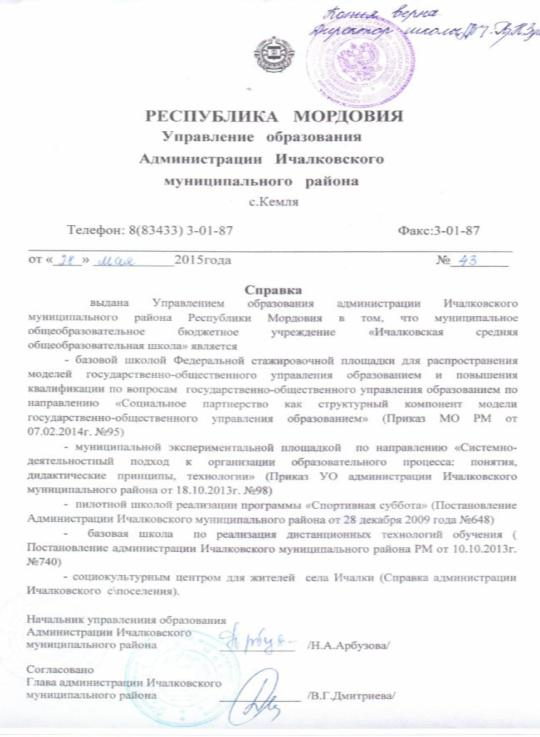 Копия верна
Директор школы
РЕСПУБЛИКА МОРДОВИЯ
Управление образования
Администрации Ичалковского
муниципального района
с.Кемля
Телефон: 8(83433) 3-01-87 Факс:3-01-87
от « 28 » мая 2015года № 43
Справка
выдана Управлением образования администрации Ичалковского
муниципального района Республики Мордовия в том, что муниципальное
общеобразовательное бюджетное учреждение «Ичалковская средняя
общеобразовательная школа» является
- базовой школой Федеральной стажировочной площадки для распространения
моделей государственно-общественного управления образованием и повышения
квалификации по вопросам государственно-общественного управления образованием по
направлению «Социальное партнерство как структурный компонент модели
государственно-общественного управления образованием» (Приказ МО РМ от
07.02.2014г. №95)
- муниципальной экспериментальной площадкой по направлению «Системно-
деятельностный подход к организации образовательного процесса: понятия,
дидактические принципы, технологии» (Приказ УО администрации Ичалковского
муниципального района от 18.10.2013г. №98)
- пилотной школой реализации программы «Спортивная суббота» (Постановление
Администрации Ичалковского муниципального района от 28 декабря 2009 года №648)
- базовая школа по реализация дистанционных технологий обучения (
Постановление администрации Ичалковского муниципального района РМ от 10.10.2013г.
№740)
- социокультурным центром для жителей села Ичалки (Справка администрации
Ичалковского с\поселения).
Начальник управлениия образования
Администрации Ичалковского
муниципального района /Н.А.Арбузова/
Согласовано
Глава администрации Ичалковского
муниципального района /В.Г.Дмитриева/